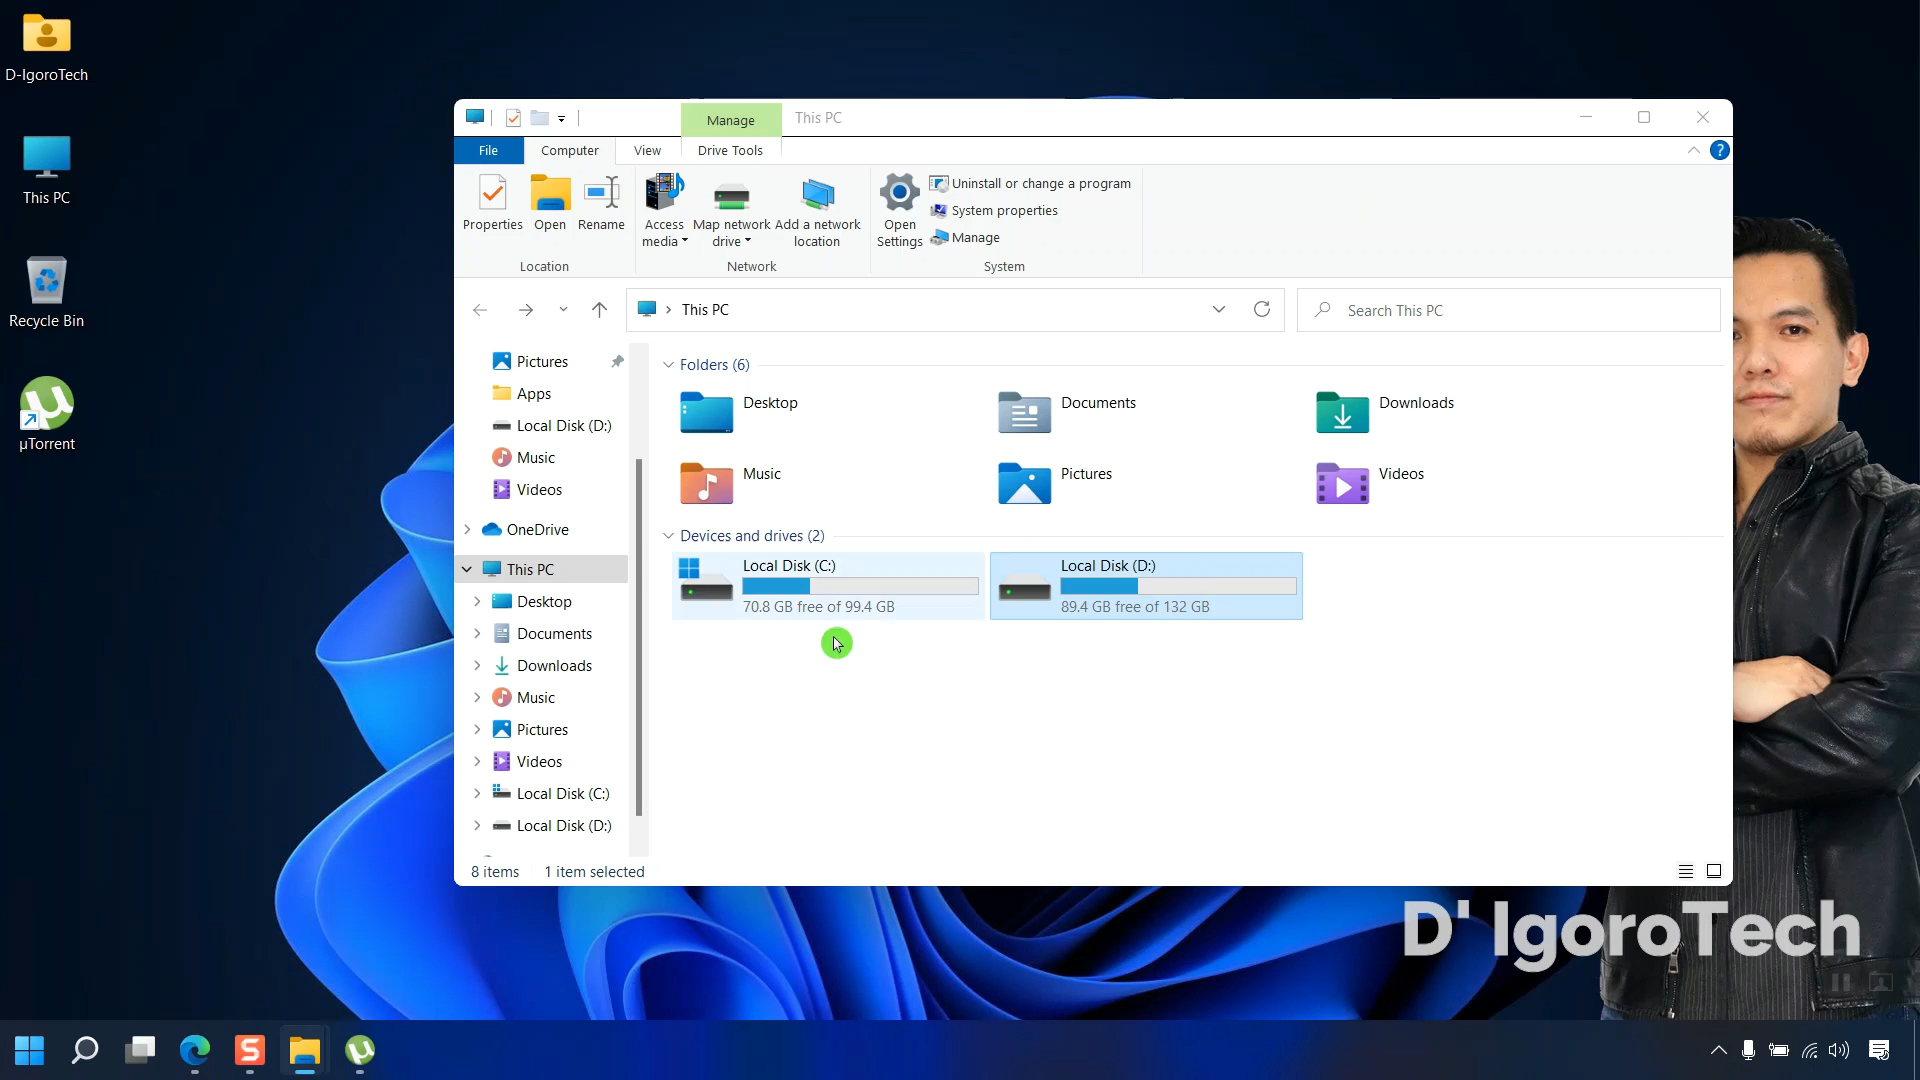 D-IgoroTech
This PC
Recycle Bin
µTorrent
Manage
This PC
File
Computer
View
Drive Tools
?
Properties
Open
Rename
Location
Access media
Map network drive
Add a network location
Network
Open Settings
Uninstall or change a program
System properties
Manage
System
This PC
Search This PC
Pictures
Apps
Local Disk (D:)
Music
Videos
OneDrive
This PC
Desktop
Documents
Downloads
Music
Pictures
Videos
Local Disk (C:)
Local Disk (D:)
Folders (6)
Desktop
Documents
Downloads
Music
Pictures
Videos
Devices and drives (2)
Local Disk (C:)
70.8 GB free of 99.4 GB
Local Disk (D:)
89.4 GB free of 132 GB
8 items
1 item selected
D' IgoroTech
S